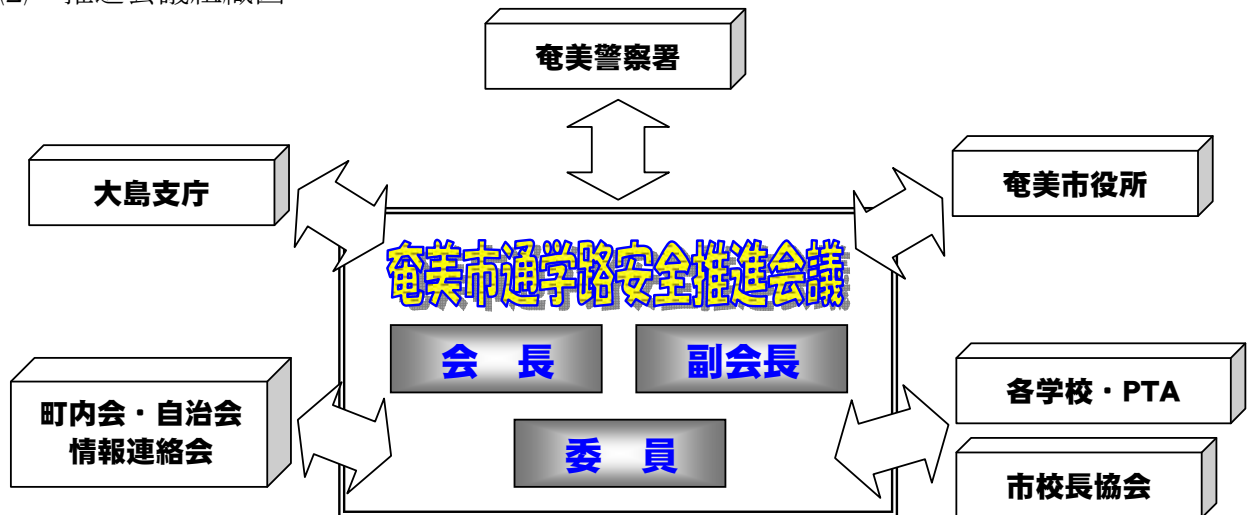 (2) 推進会議組織図
奄美警察署
大島支庁
奄美市役所
奄美市通学路安全推進会議
会 長
副会長
町内会・自治会
情報連絡会
各学校・PTA
委 員
市校長協会